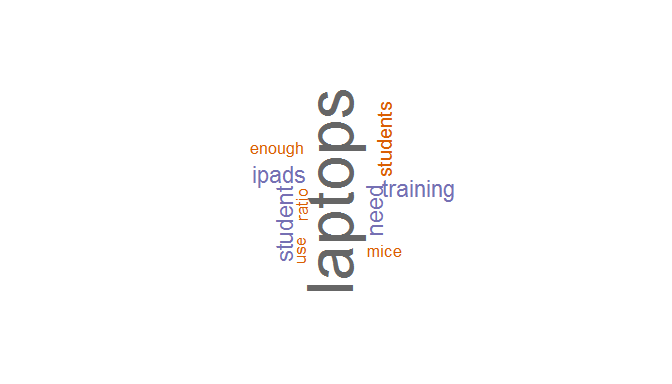 laptops
students
enough
ipads
training
student
ratio
need
use
mice